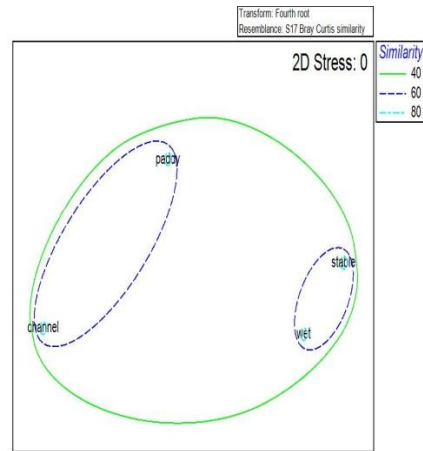 Transform: Fourth root
Resemblance: S17 Bray Curtis similarity
2D Stress: 0
Similarity
40
60
80
paddy
stable
channel
wet